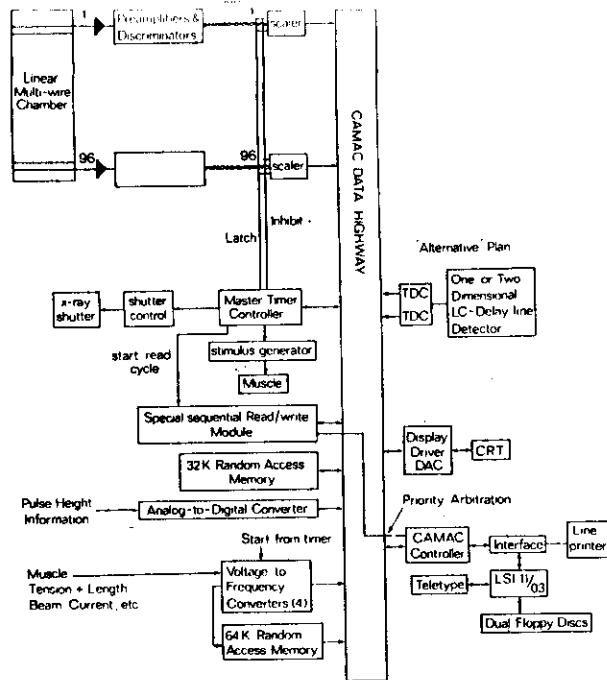 1
Preamplifiers &
Discriminators
1
scaler
Linear
Multi-wire
Chamber
96
96
scaler
CAMAC DATA HIGHWAY
Latch
Inhibit
'Alternative' Plan
TDC
TDC
One or Two
Dimensional
LC-Delay line
Detector
x-ray
shutter
shutter
control
Master Timer
Controller
start read
cycle
stimulus generator
Muscle
Special sequential Read/write
Module
Display
Driver
DAC
CRT
32K Random Access
Memory
Priority Arbitration
Pulse Height
Information
Analog-to-Digital Converter
CAMAC
Controller
Interface
Line
printer
Start from timer
Muscle
Tension + Length
Beam Current, etc
Voltage to
Frequency
Converters (4)
Teletype
LSI 11/03
Dual Floppy Discs
64K Random
Access Memory